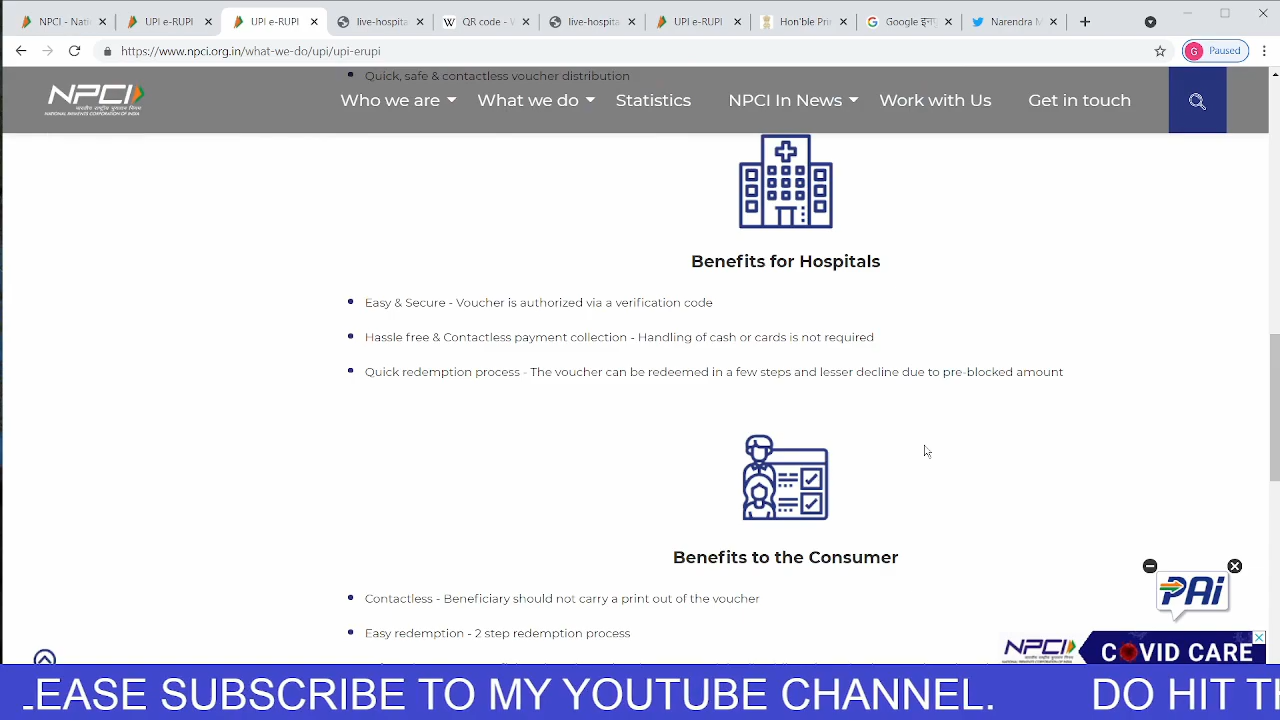 NPCI - Nati
UPI e-RUPI
UPI e-RUPI
live-hospita
QR code - W
live-hospita
UPI e-RUPI
Hon'ble Pri
Google इना
Narendra M
https://www.npci.org.in/what-we-do/upi/upi-erupi
G Paused
Quick, safe & contactless voucher distribution
NPCI
NATIONAL PAYMENTS CORPORATION OF INDIA
Who we are
What we do
Statistics
NPCI In News
Work with Us
Get in touch
Benefits for Hospitals
Easy & Secure - Voucher is authorized via a verification code
Hassle free & Contactless payment collection - Handling of cash or cards is not required
Quick redemption process - The voucher can be redeemed in a few steps and lesser decline due to pre-blocked amount
Benefits to the Consumer
Contactless - Beneficiary should not carry a print out of the voucher
Easy redemption - 2 step redemption process
PAi
NPCI
COVID CARE
EASE SUBSCRIBE TO MY YOUTUBE CHANNEL. DO HIT TH